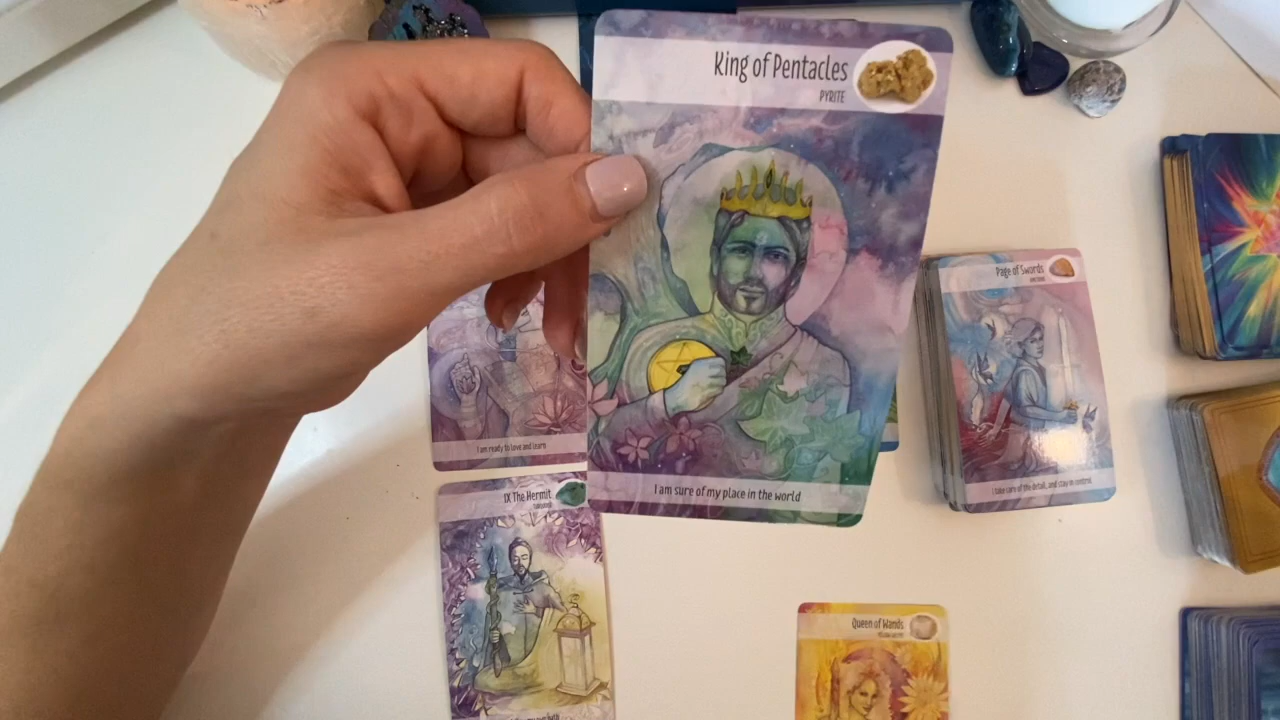 King of Pentacles
PYRITE
I am sure of my place in the world
Page of Swords
I take care of the detail, and stay in control
I am ready to love and learn
IX The Hermit
Queen of Wands